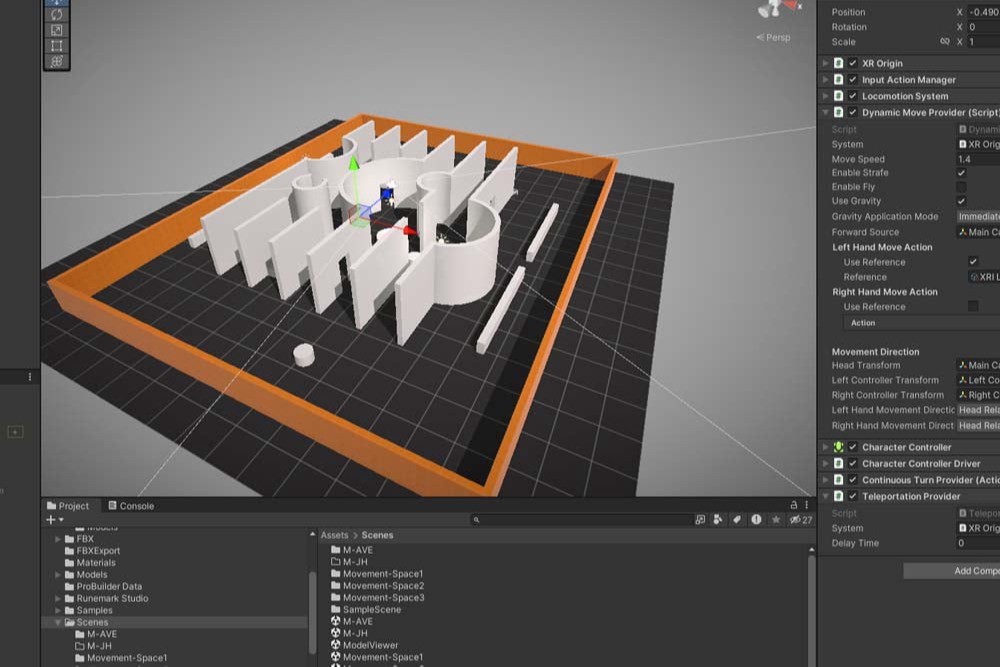 Persp
Position X -0.490
Rotation X 0
Scale X 1
XR Origin
Input Action Manager
Locomotion System
Dynamic Move Provider (Script)
Script
System XR Orig
Move Speed 1.4
Enable Strafe
Enable Fly
Use Gravity
Gravity Application Mode Immediate
Forward Source Main Ca
Left Hand Move Action
Use Reference
Reference XRI L
Right Hand Move Action
Use Reference
Action
Movement Direction
Head Transform Main Ca
Left Controller Transform Left Co
Right Controller Transform Right C
Left Hand Movement Directic Head Rela
Right Hand Movement Direct Head Rela
Character Controller
Character Controller Driver
Continuous Turn Provider (Actic
Teleportation Provider
Script Telepor
System XR Orig
Delay Time 0
Add Compo
Project Console
27
FBX
FBXExport
Materials
Models
ProBuilder Data
Runemark Studio
Samples
Scenes
M-AVE
M-JH
Movement-Space1
Assets > Scenes
M-AVE
M-JH
Movement-Space1
Movement-Space2
Movement-Space3
SampleScene
M-AVE
M-JH
ModelViewer
Movement-Space1